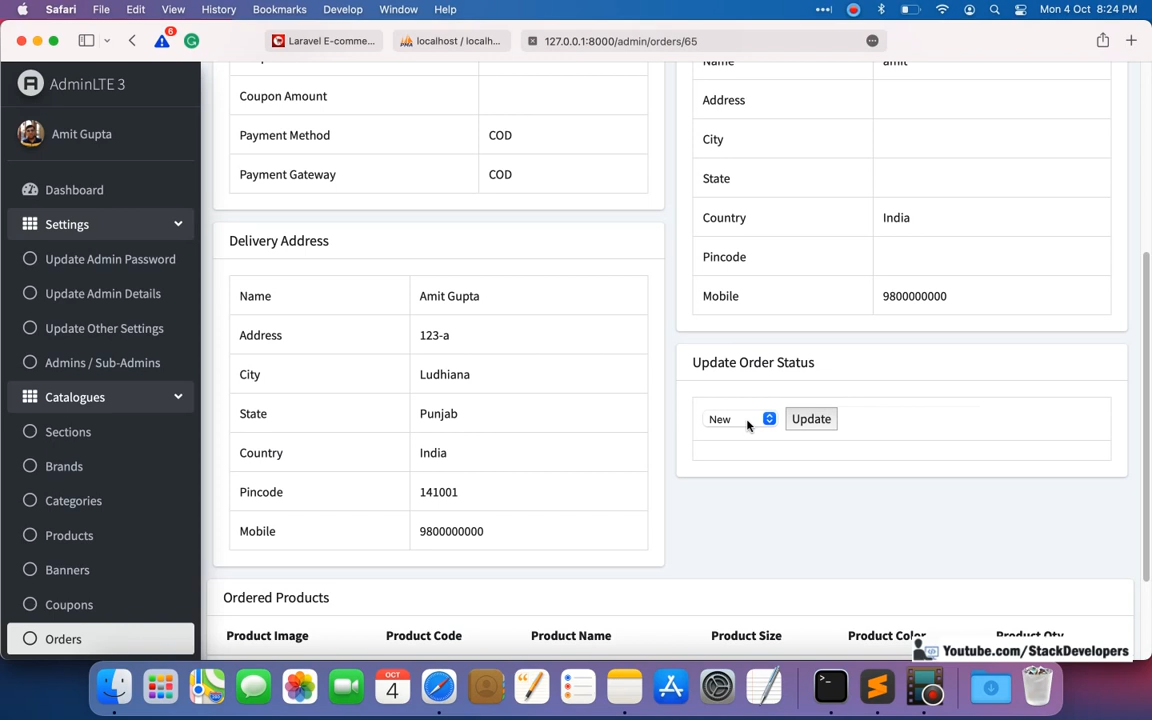 Safari File Edit View History Bookmarks Develop Window Help Mon 4 Oct 8:24 PM
6 Laravel E-comme... localhost / localh... 127.0.0.1:8000/admin/orders/65
AdminLTE 3
Amit Gupta
Dashboard
Settings
Update Admin Password
Update Admin Details
Update Other Settings
Admins / Sub-Admins
Catalogues
Sections
Brands
Categories
Products
Banners
Coupons
Orders
Coupon Amount
Payment Method COD
Payment Gateway COD
Delivery Address
Name Amit Gupta
Address 123-a
City Ludhiana
State Punjab
Country India
Pincode 141001
Mobile 9800000000
Name amit
Address
City
State
Country India
Pincode
Mobile 9800000000
Update Order Status
New Update
Ordered Products
Product Image Product Code Product Name Product Size Product Color Product Qty
Youtube.com/StackDevelopers
OCT
4